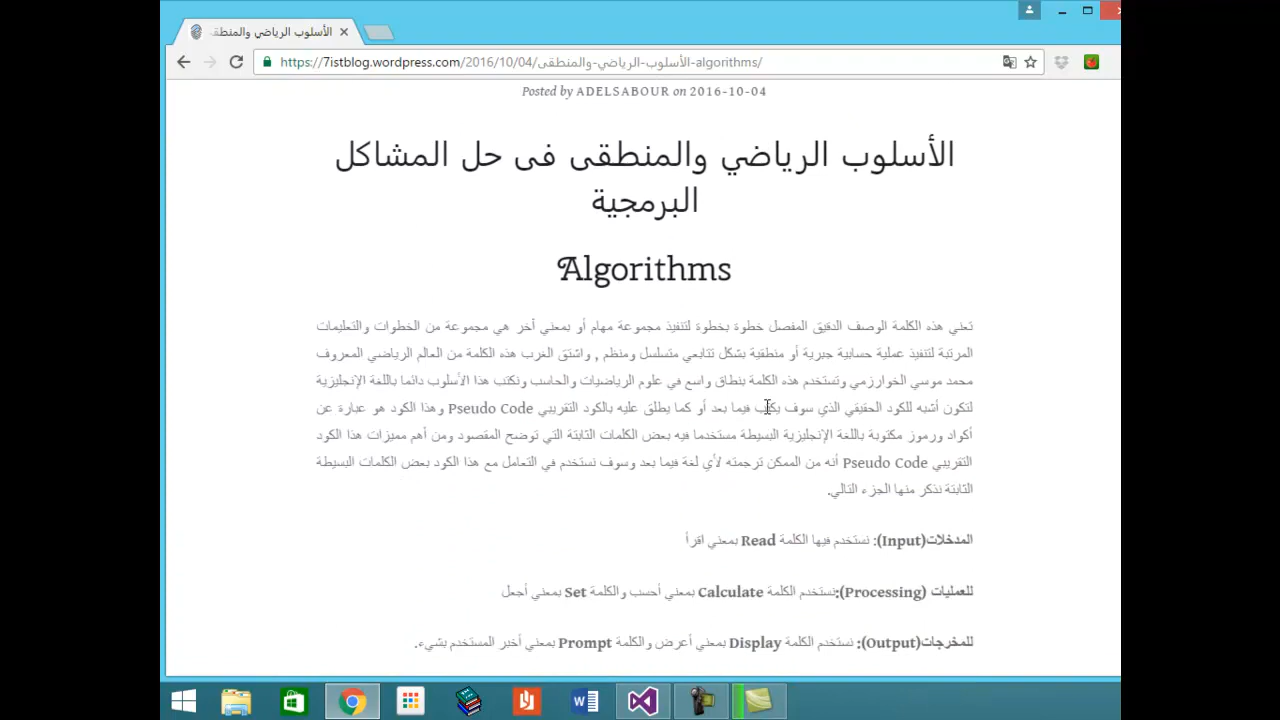 الأسلوب الرياضي والمنطق
https://7istblog.wordpress.com/2016/10/04/الأسلوب-الرياضي-والمنطقى-algorithms/
Posted by ADELSABOUR on 2016-10-04
الأسلوب الرياضي والمنطقى فى حل المشاكل
البرمجية
Algorithms
تعني هذه الكلمة الوصف الدقيق المفصل خطوة بخطوة لتنفيذ مجموعة مهام أو بمعني أخر هي مجموعة من الخطوات والتعليمات
المرتبة لتنفيذ عملية حسابية جبرية أو منطقية بشكل تتابعي متسلسل ومنظم , واشتق الغرب هذه الكلمة من العالم الرياضي المعروف
محمد موسي الخوارزمي وتستخدم هذه الكلمة بنطاق واسع في علوم الرياضيات والحاسب ونكتب هذا الأسلوب دائما باللغة الإنجليزية
لتكون أشبه للكود الحقيقي الذي سوف يكتب فيما بعد أو كما يطلق عليه بالكود التقريبي Pseudo Code وهذا الكود هو عبارة عن
أكواد ورموز مكتوبة باللغة الإنجليزية البسيطة مستخدما فيه بعض الكلمات الثابتة التي توضح المقصود ومن أهم مميزات هذا الكود
التقريبي Pseudo Code أنه من الممكن ترجمته لأي لغة فيما بعد وسوف نستخدم في التعامل مع هذا الكود بعض الكلمات البسيطة
الثابتة نذكر منها الجزء التالي.
المدخلات(Input): نستخدم فيها الكلمة Read بمعني اقرأ
للعمليات (Processing):نستخدم الكلمة Calculate بمعني أحسب والكلمة Set بمعني أجعل
للمخرجات(Output): نستخدم الكلمة Display بمعني أعرض والكلمة Prompt بمعني أخبر المستخدم بشيء.